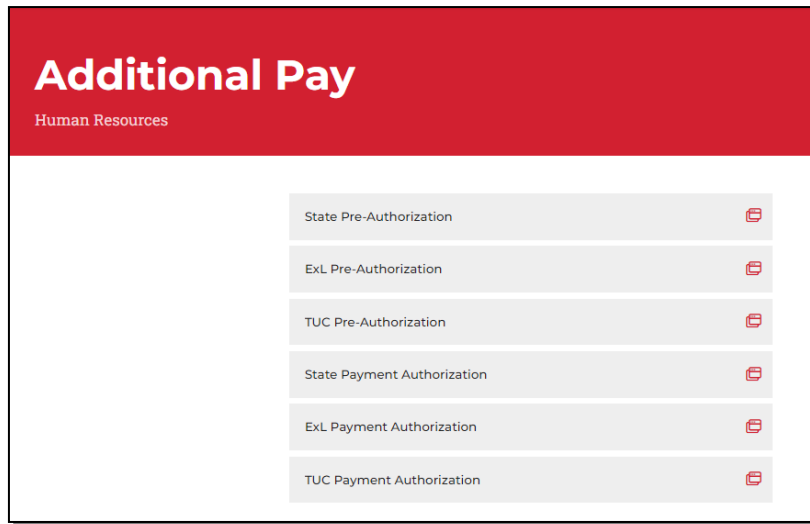 Additional Pay
Human Resources
State Pre-Authorization
ExL Pre-Authorization
TUC Pre-Authorization
State Payment Authorization
ExL Payment Authorization
TUC Payment Authorization